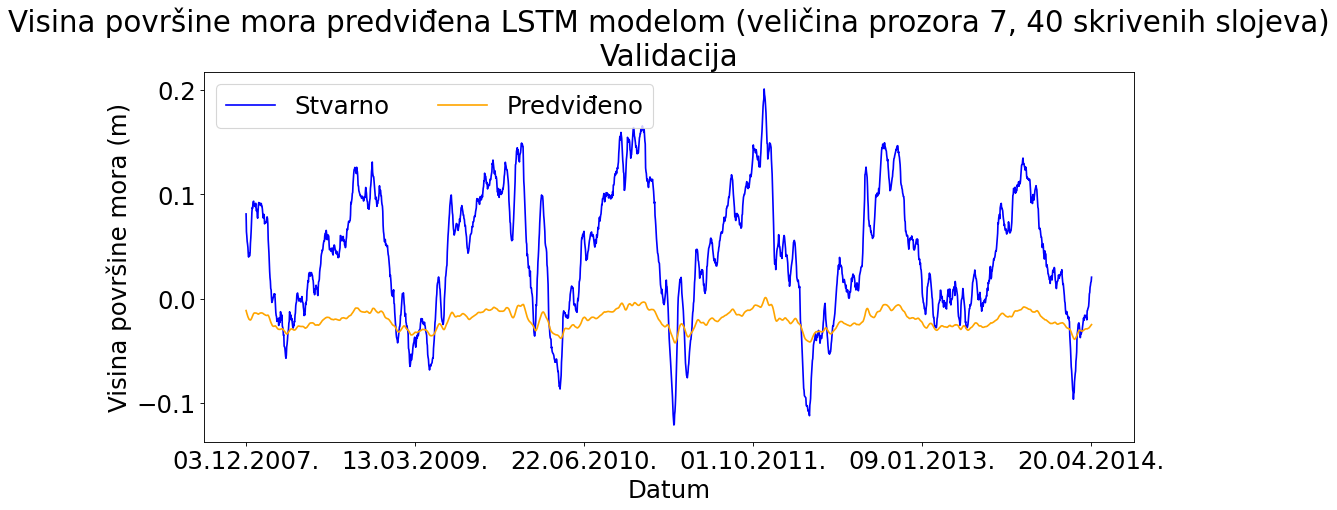 Visina površine mora predviđena LSTM modelom (veličina prozora 7, 40 skrivenih slojeva)
Validacija
Stvarno Predviđeno
Visina površine mora (m)
0.2
0.1
0.0
−0.1
03.12.2007. 13.03.2009. 22.06.2010. 01.10.2011. 09.01.2013. 20.04.2014.
Datum